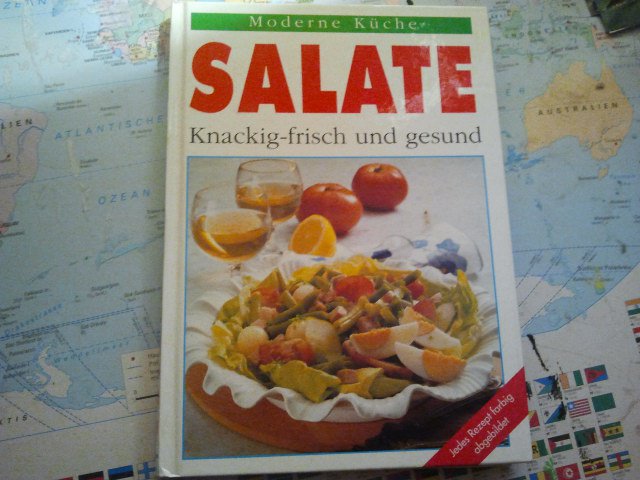 Moderne Küche
SALATE
Knackig-frisch und gesund
Jedes Rezept farbig
abgebildet
ATLANTISCHE
OZEAN
AUSTRALIEN